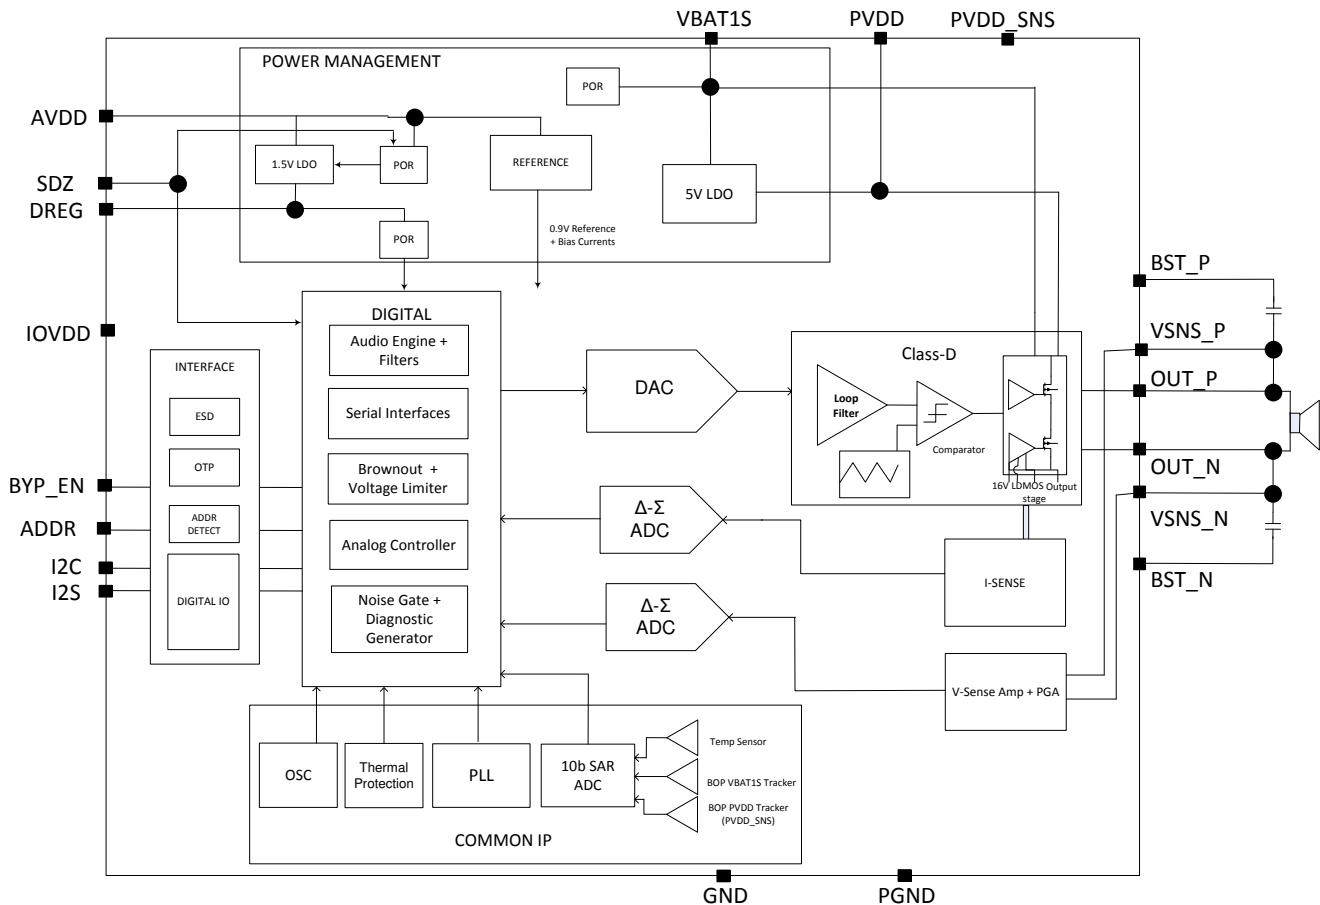 VBAT1S
PVDD
PVDD_SNS
POWER MANAGEMENT
POR
AVDD
1.5V LDO
POR
REFERENCE
SDZ
5V LDO
DREG
POR
0.9V Reference
+ Bias Currents
BST_P
DIGITAL
IOVDD
Audio Engine +
Filters
VSNS_P
INTERFACE
Class-D
DAC
OUT_P
ESD
Serial Interfaces
Loop
Filter
Comparator
OTP
Brownout +
Voltage Limiter
OUT_N
BYP_EN
16V LDMOS Output
stage
Δ-Σ
ADC
VSNS_N
ADDR
ADDR
DETECT
Analog Controller
I2C
I2S
I-SENSE
BST_N
DIGITAL IO
Noise Gate +
Diagnostic
Generator
Δ-Σ
ADC
V-Sense Amp + PGA
OSC
Thermal
Protection
PLL
10b SAR
ADC
Temp Sensor
BOP VBAT1S Tracker
BOP PVDD Tracker
(PVDD_SNS)
COMMON IP
GND
PGND